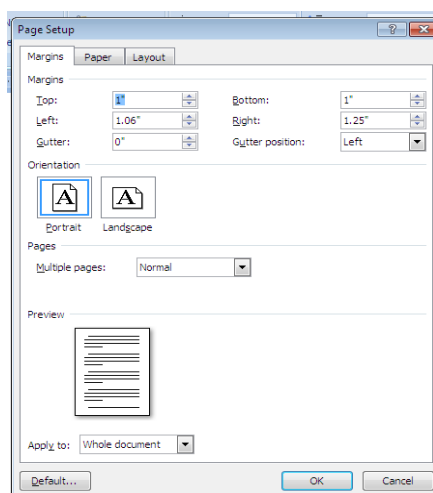 Page Setup
Margins Paper Layout
Margins
Top: 1" Bottom: 1"
Left: 1.06" Right: 1.25"
Gutter: 0" Gutter position: Left
Orientation
A A
Portrait Landscape
Pages
Multiple pages: Normal
Preview
Apply to: Whole document
Default... OK Cancel